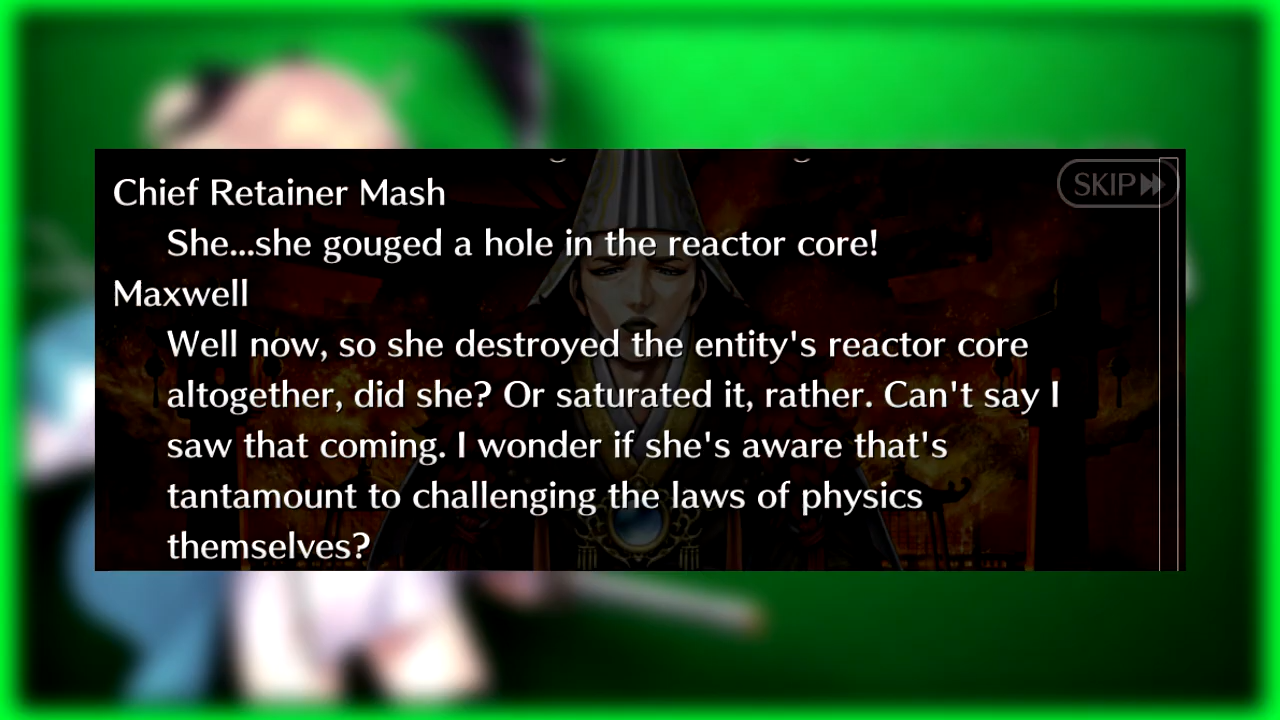 SKIP
Chief Retainer Mash
She...she gouged a hole in the reactor core!
Maxwell
Well now, so she destroyed the entity's reactor core
altogether, did she? Or saturated it, rather. Can't say I
saw that coming. I wonder if she's aware that's
tantamount to challenging the laws of physics
themselves?